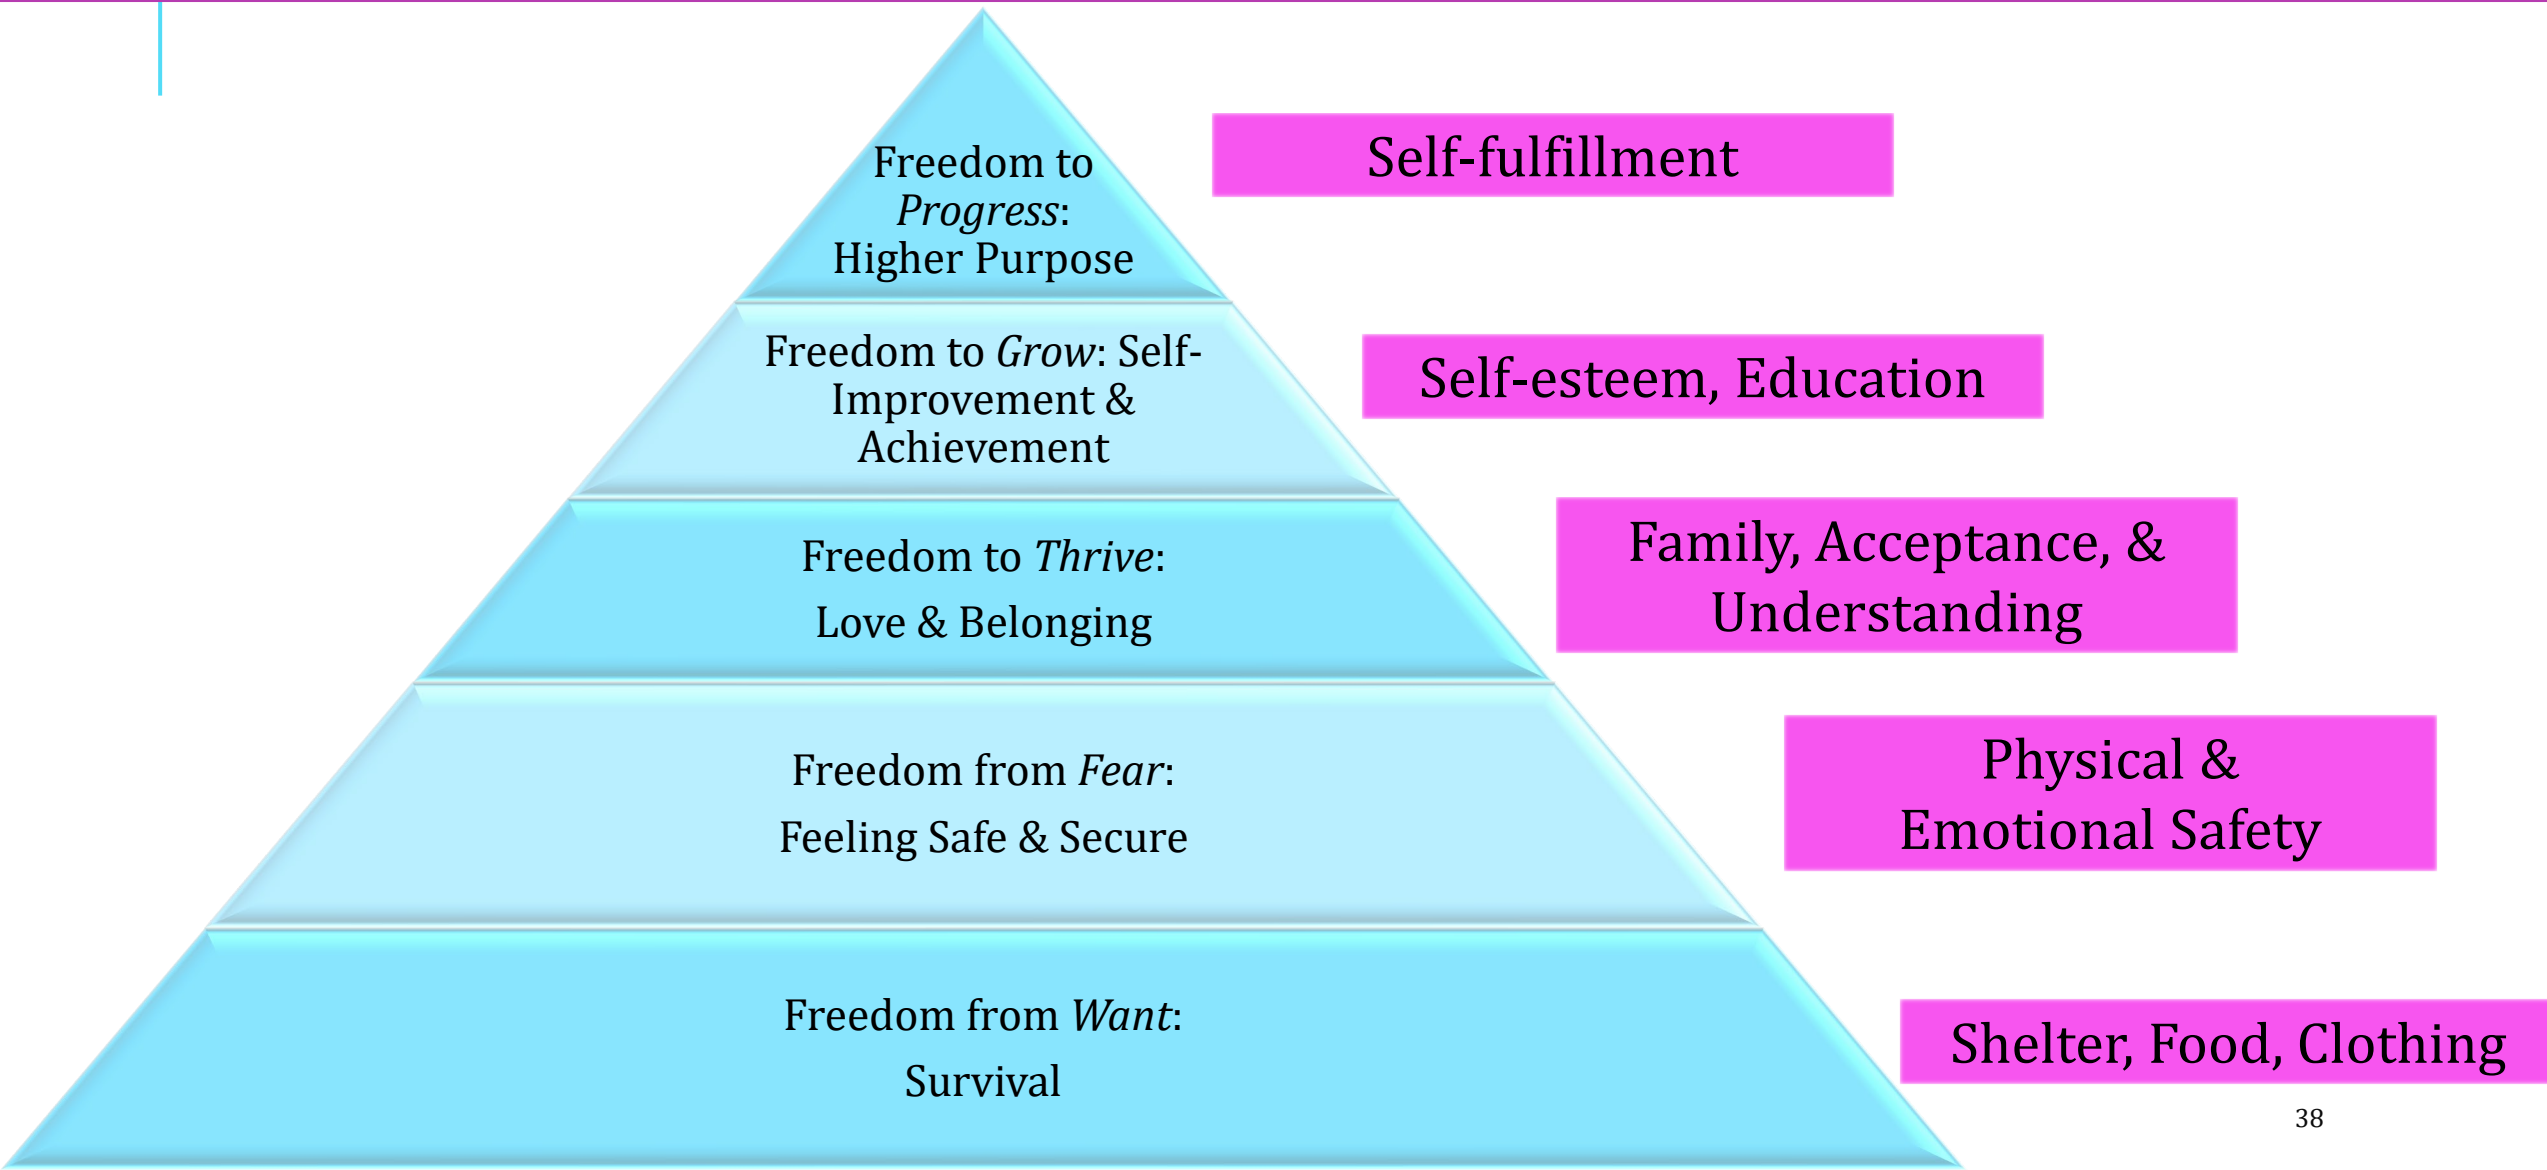 Freedom to
Progress:
Higher Purpose
Self-fulfillment
Freedom to Grow: Self-
Improvement &
Achievement
Self-esteem, Education
Freedom to Thrive:
Love & Belonging
Family, Acceptance, &
Understanding
Freedom from Fear:
Feeling Safe & Secure
Physical &
Emotional Safety
Freedom from Want:
Survival
Shelter, Food, Clothing
38